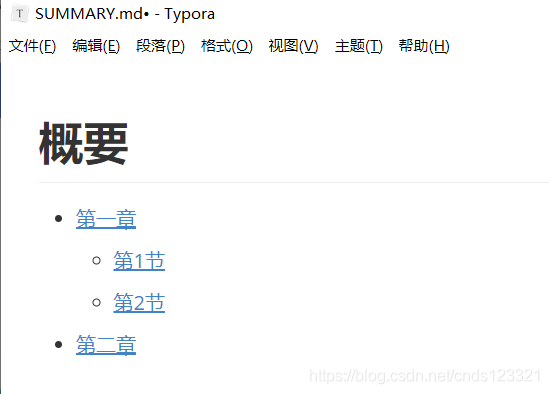 T SUMMARY.md• - Typora
文件(F) 编辑(E) 段落(P) 格式(O) 视图(V) 主题(T) 帮助(H)
概要
第一章
第1节
第2节
第二章
https://blog.csdn.net/cnds123321